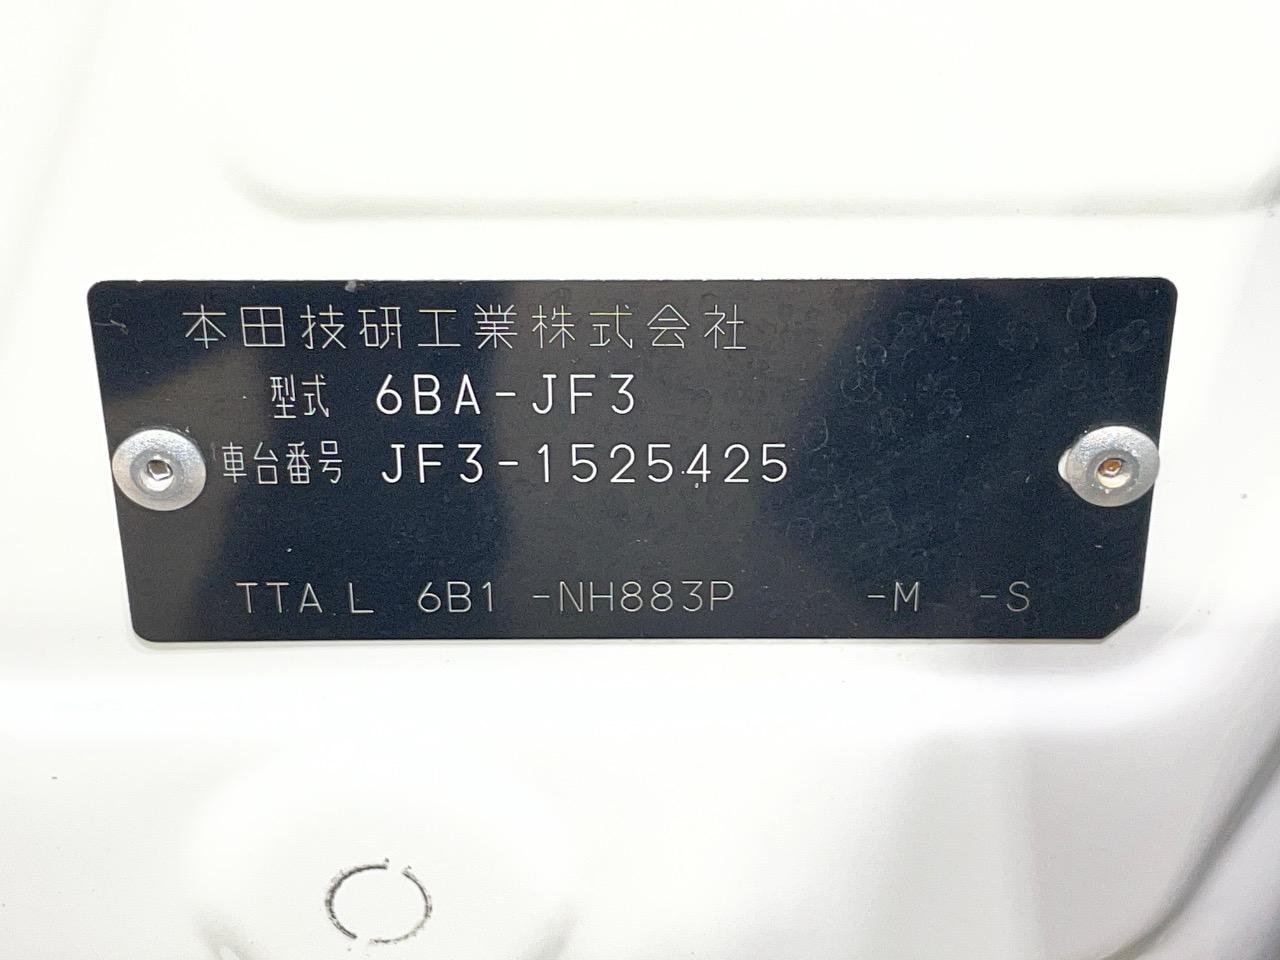 本田技研工業株式会社
型式 6BA-JF3
車台番号 JF3-1525425
TTA L 6B1 -NH883P -M -S